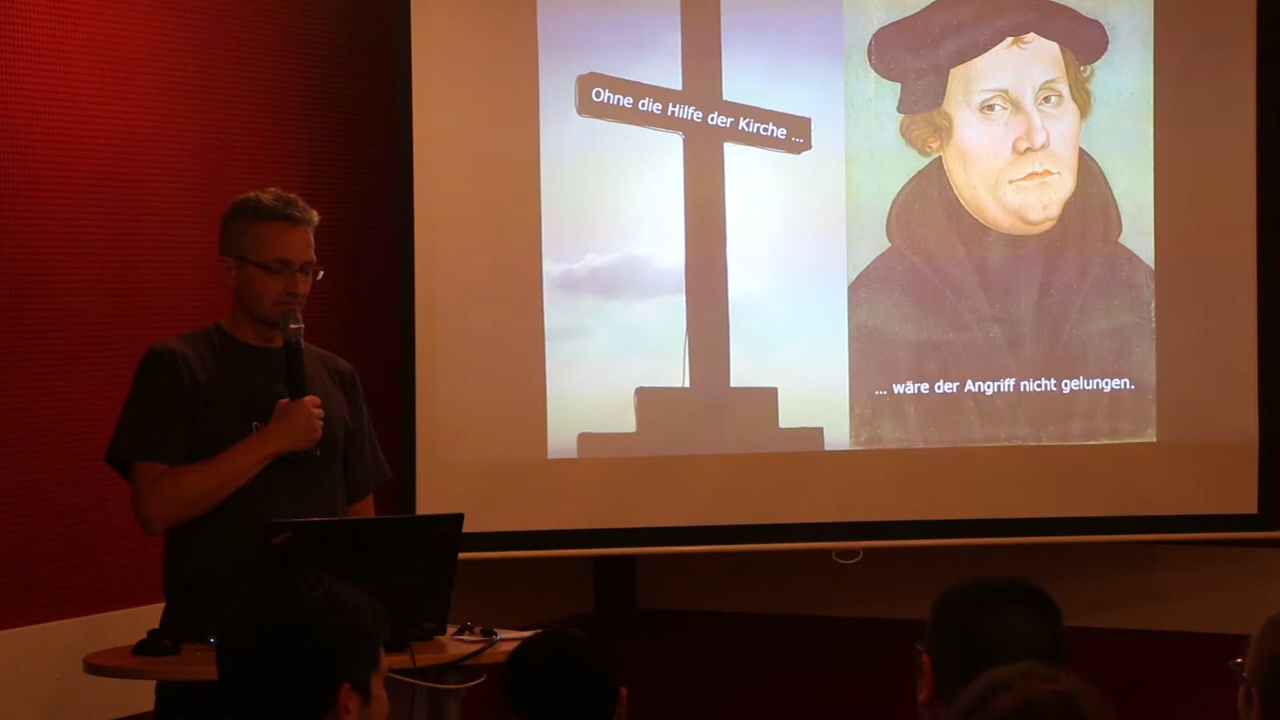 Ohne die Hilfe der Kirche ...
... wäre der Angriff nicht gelungen.